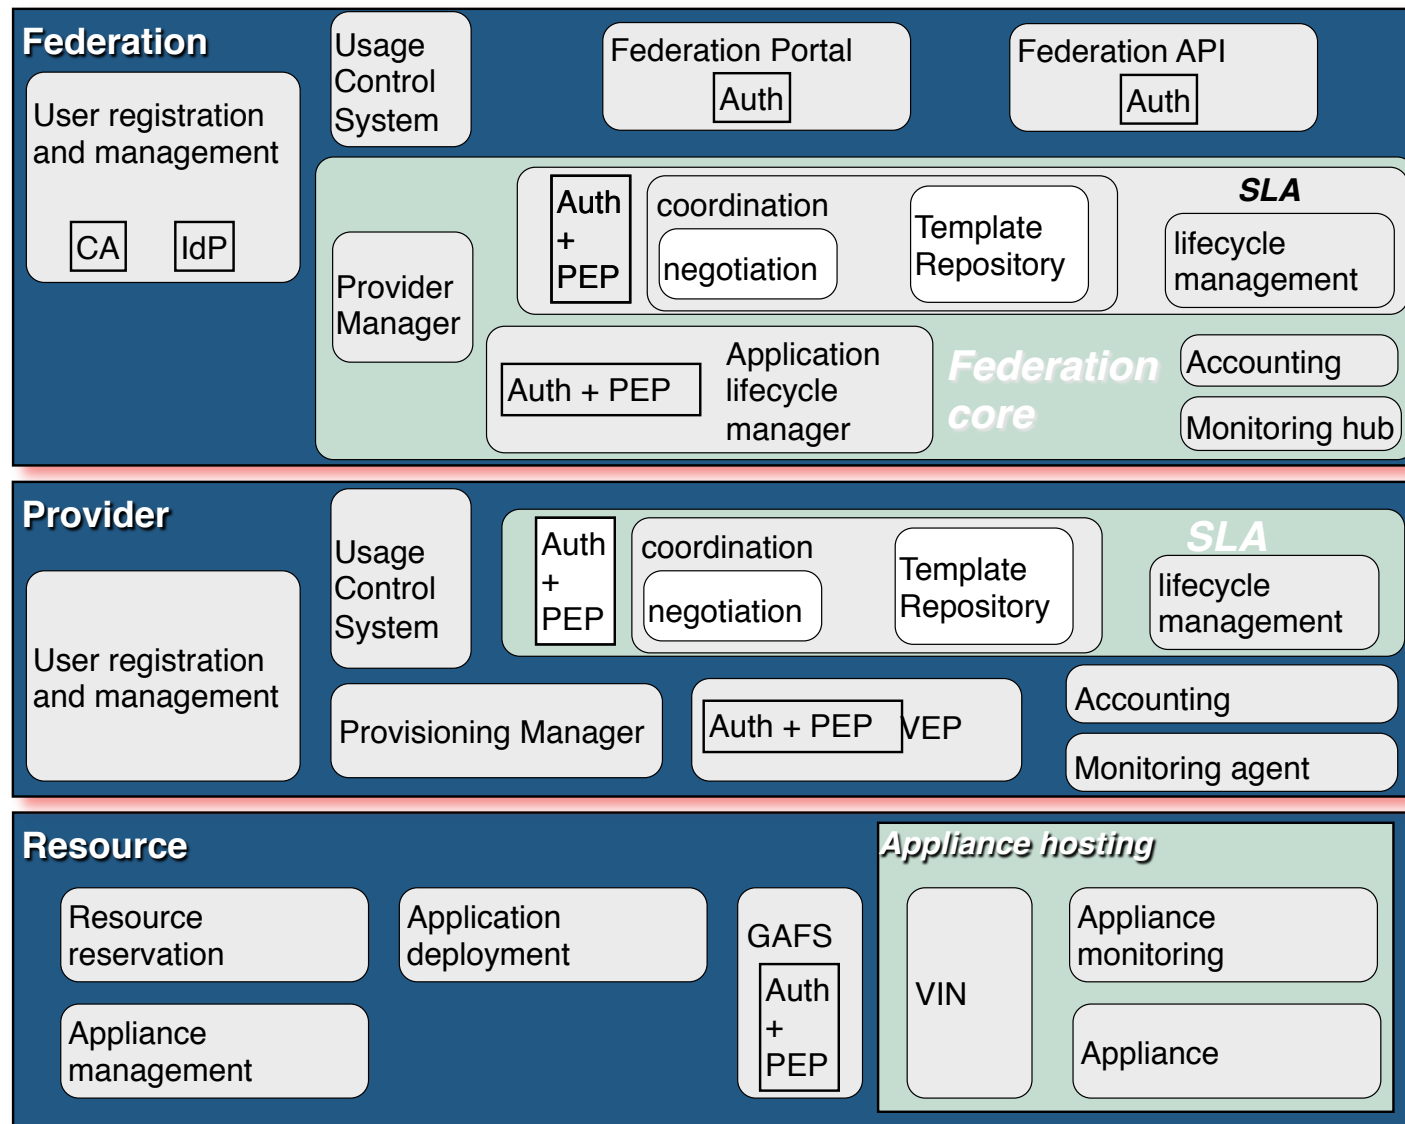 Federation
Usage
Control
System
Federation Portal
Auth
Federation API
Auth
User registration
and management
CA
IdP
Auth
+
PEP
coordination
negotiation
Template
Repository
SLA
lifecycle
management
Provider
Manager
Auth + PEP
Application
lifecycle
manager
Federation
core
Accounting
Monitoring hub
Provider
Usage
Control
System
Auth
+
PEP
coordination
negotiation
Template
Repository
SLA
lifecycle
management
User registration
and management
Provisioning Manager
Auth + PEP
VEP
Accounting
Monitoring agent
Resource
Resource
reservation
Application
deployment
Appliance
management
GAFS
Auth
+
PEP
Appliance hosting
VIN
Appliance
monitoring
Appliance